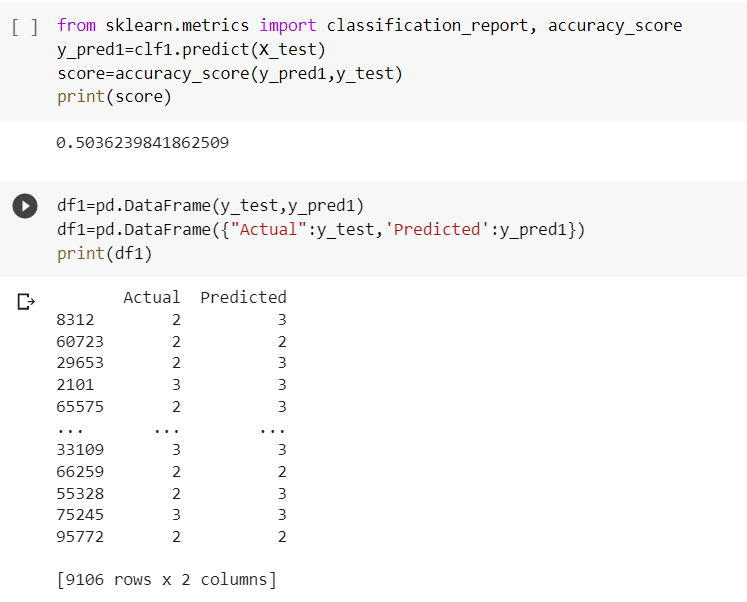 [ ] from sklearn.metrics import classification_report, accuracy_score
y_pred1=clf1.predict(X_test)
score=accuracy_score(y_pred1,y_test)
print(score)
0.5036239841862509
df1=pd.DataFrame(y_test,y_pred1)
df1=pd.DataFrame({"Actual":y_test,'Predicted':y_pred1})
print(df1)
Actual Predicted
8312 2 3
60723 2 2
29653 2 3
2101 3 3
65575 2 3
... ... ...
33109 3 3
66259 2 2
55328 2 3
75245 3 3
95772 2 2
[9106 rows x 2 columns]